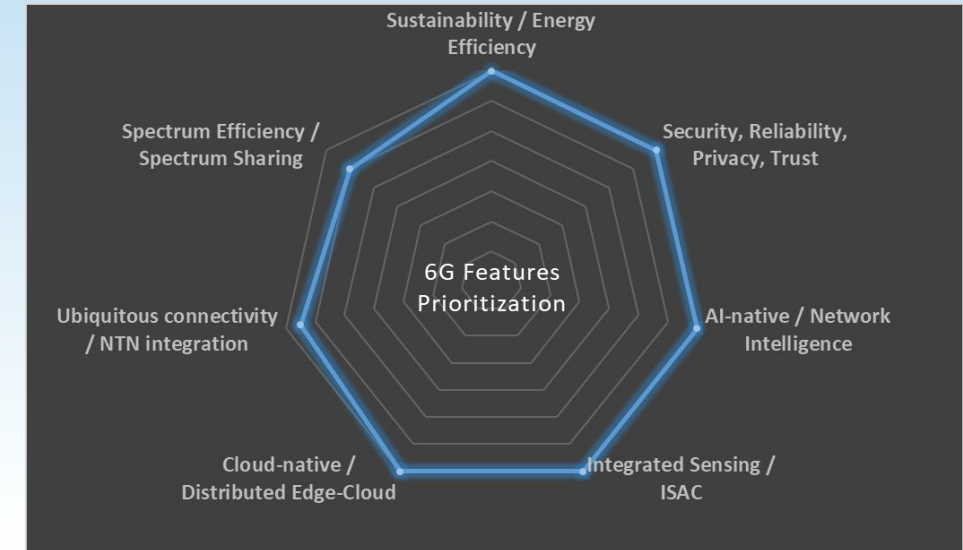 Sustainability / Energy
Efficiency
Spectrum Efficiency /
Spectrum Sharing
Security, Reliability,
Privacy, Trust
6G Features
Prioritization
Ubiquitous connectivity
/ NTN integration
AI-native / Network
Intelligence
Cloud-native /
Distributed Edge-Cloud
Integrated Sensing /
ISAC